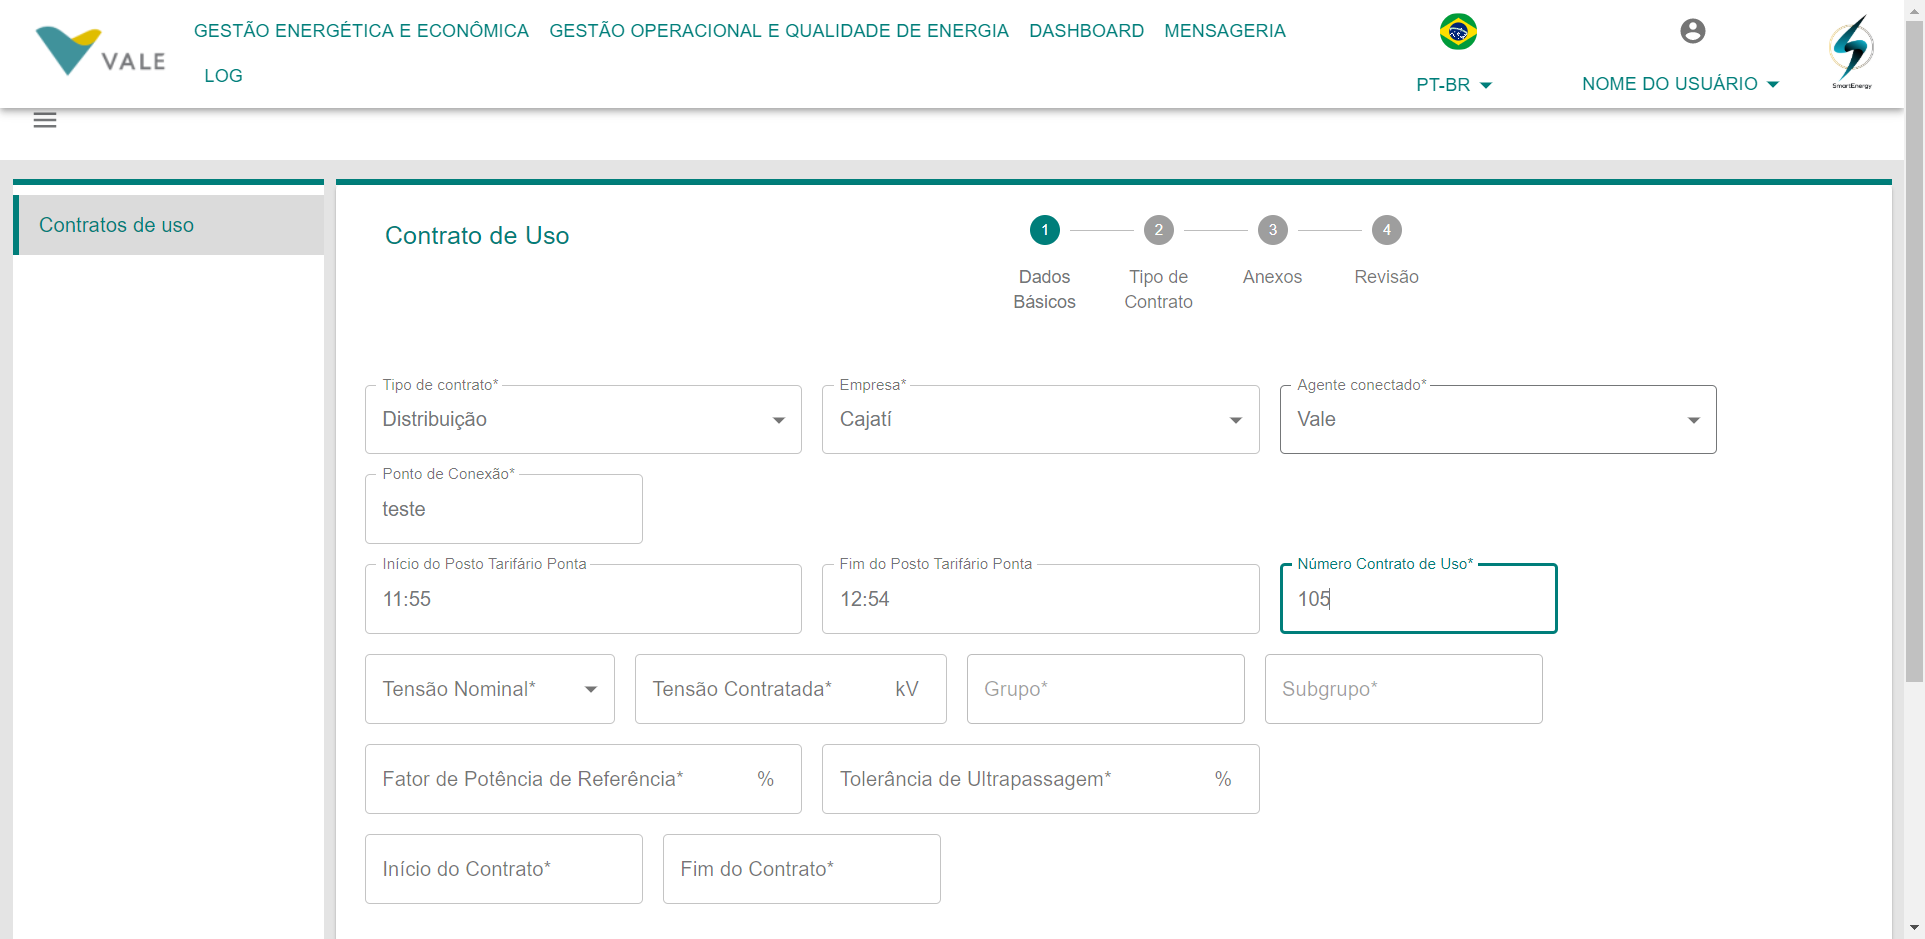 VALE
GESTÃO ENERGÉTICA E ECONÔMICA GESTÃO OPERACIONAL E QUALIDADE DE ENERGIA DASHBOARD MENSAGERIA
LOG
PT-BR
NOME DO USUÁRIO
SmartEnergy
Contratos de uso
Contrato de Uso
1 2 3 4
Dados Básicos
Tipo de Contrato
Anexos
Revisão
Tipo de contrato*
Distribuição
Empresa*
Cajatí
Agente conectado*
Vale
Ponto de Conexão*
teste
Início do Posto Tarifário Ponta
11:55
Fim do Posto Tarifário Ponta
12:54
Número Contrato de Uso*
105
Tensão Nominal*
Tensão Contratada* kV
Grupo*
Subgrupo*
Fator de Potência de Referência* %
Tolerância de Ultrapassagem* %
Início do Contrato*
Fim do Contrato*